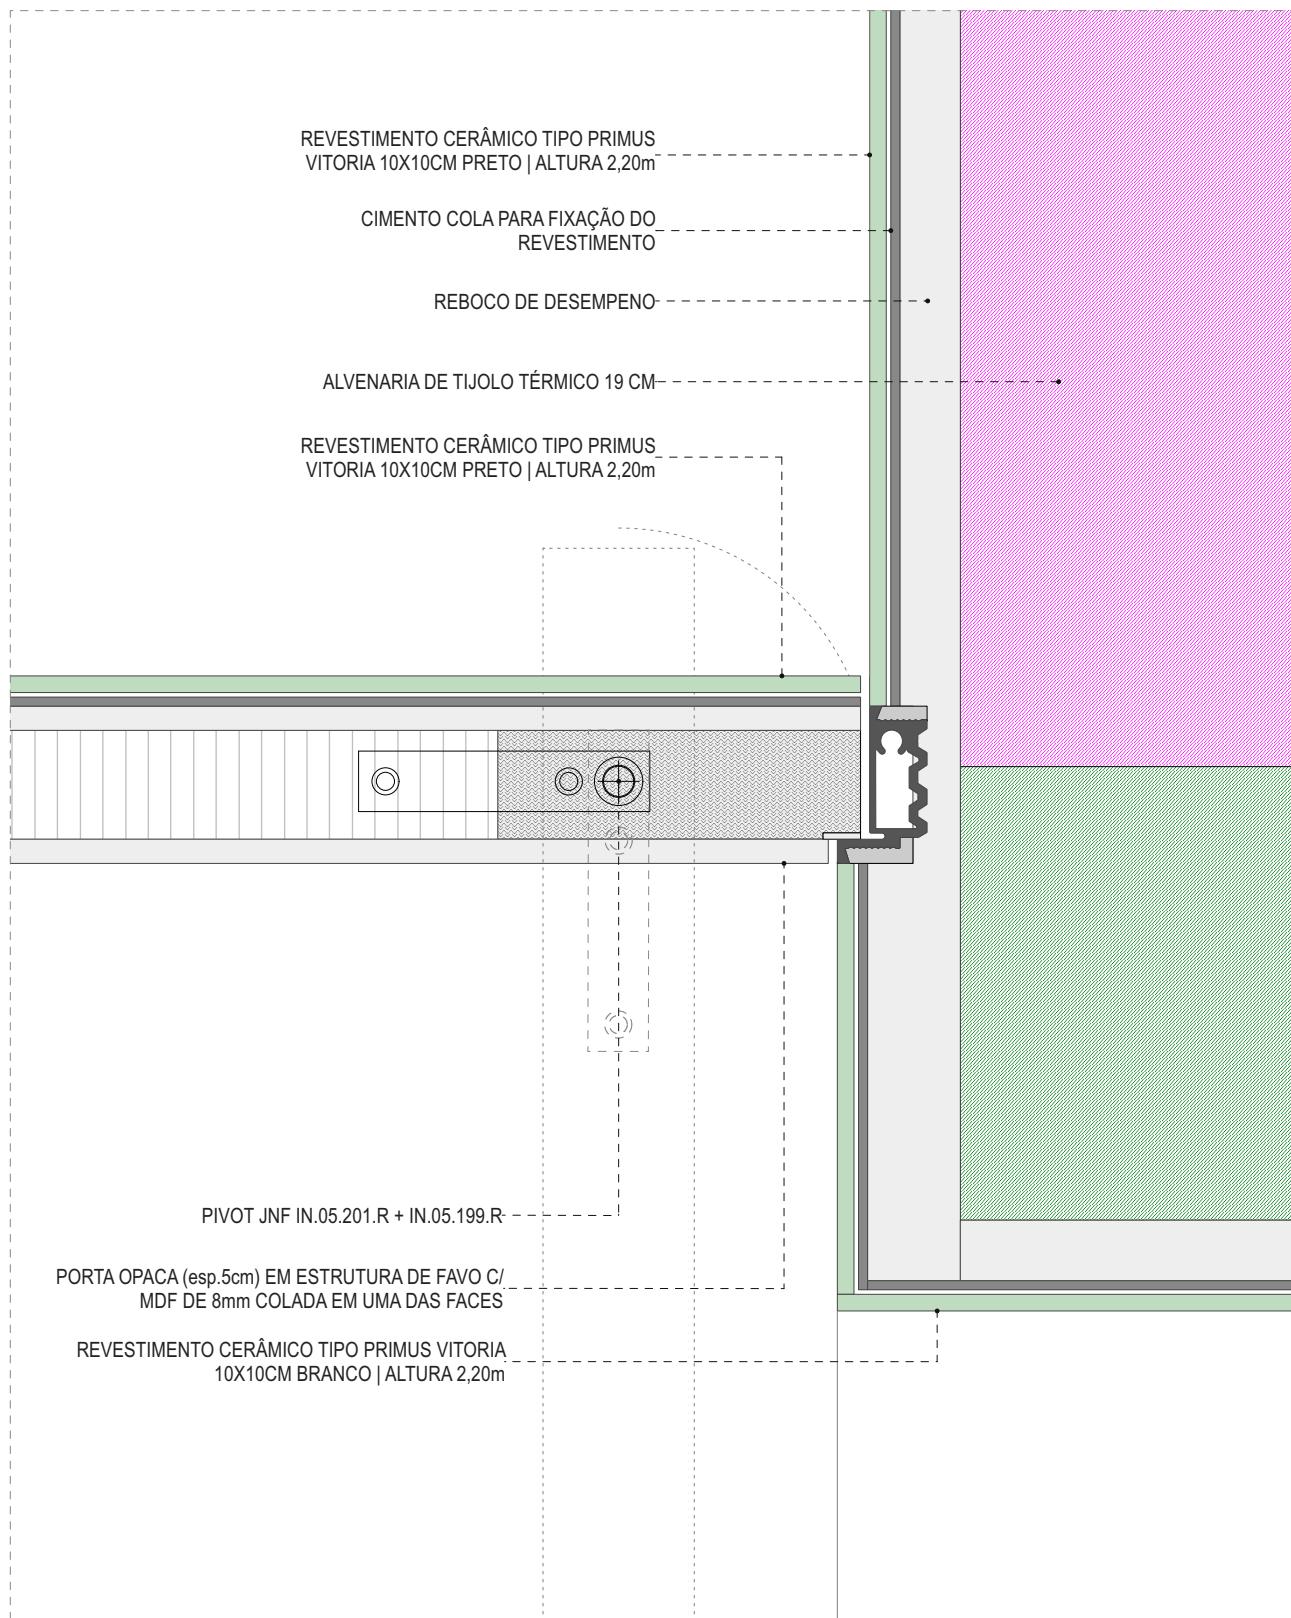 REVESTIMENTO CERÂMICO TIPO PRIMUS
VITORIA 10X10CM PRETO | ALTURA 2,20m
CIMENTO COLA PARA FIXAÇÃO DO
REVESTIMENTO
REBOCO DE DESEMPENO
ALVENARIA DE TIJOLO TÉRMICO 19 CM
REVESTIMENTO CERÂMICO TIPO PRIMUS
VITORIA 10X10CM PRETO | ALTURA 2,20m
PIVOT JNF IN.05.201.R + IN.05.199.R
PORTA OPACA (esp.5cm) EM ESTRUTURA DE FAVO C/
MDF DE 8mm COLADA EM UMA DAS FACES
REVESTIMENTO CERÂMICO TIPO PRIMUS VITORIA
10X10CM BRANCO | ALTURA 2,20m